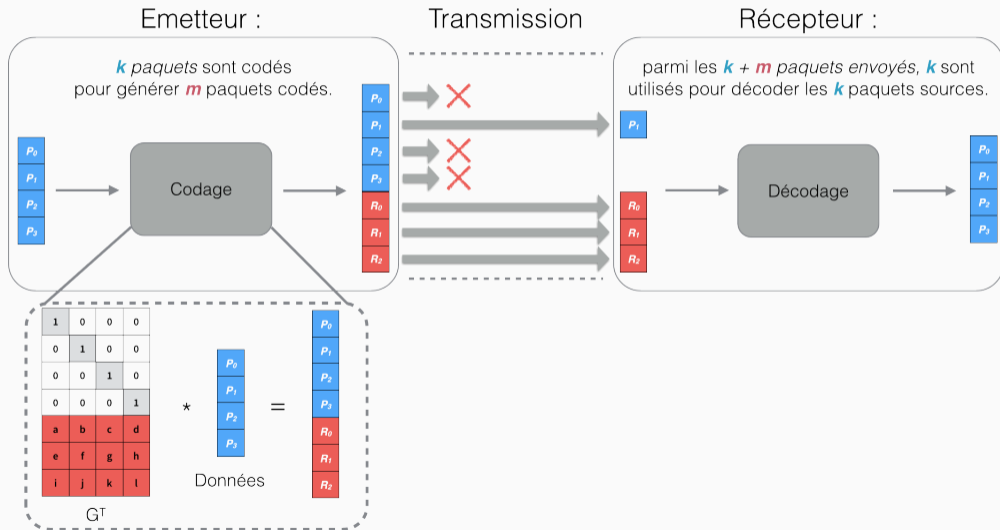 Emetteur :
Transmission
Récepteur :
k paquets sont codés
pour générer m paquets codés.
parmi les k + m paquets envoyés, k sont
utilisés pour décoder les k paquets sources.
P0
P1
P2
P3
Codage
P0
P1
P2
P3
R0
R1
R2
P1
R0
R1
R2
Décodage
P0
P1
P2
P3
1 0 0 0
0 1 0 0
0 0 1 0
0 0 0 1
a b c d
e f g h
i j k l
GT
*
P0
P1
P2
P3
Données
=
P0
P1
P2
P3
R0
R1
R2